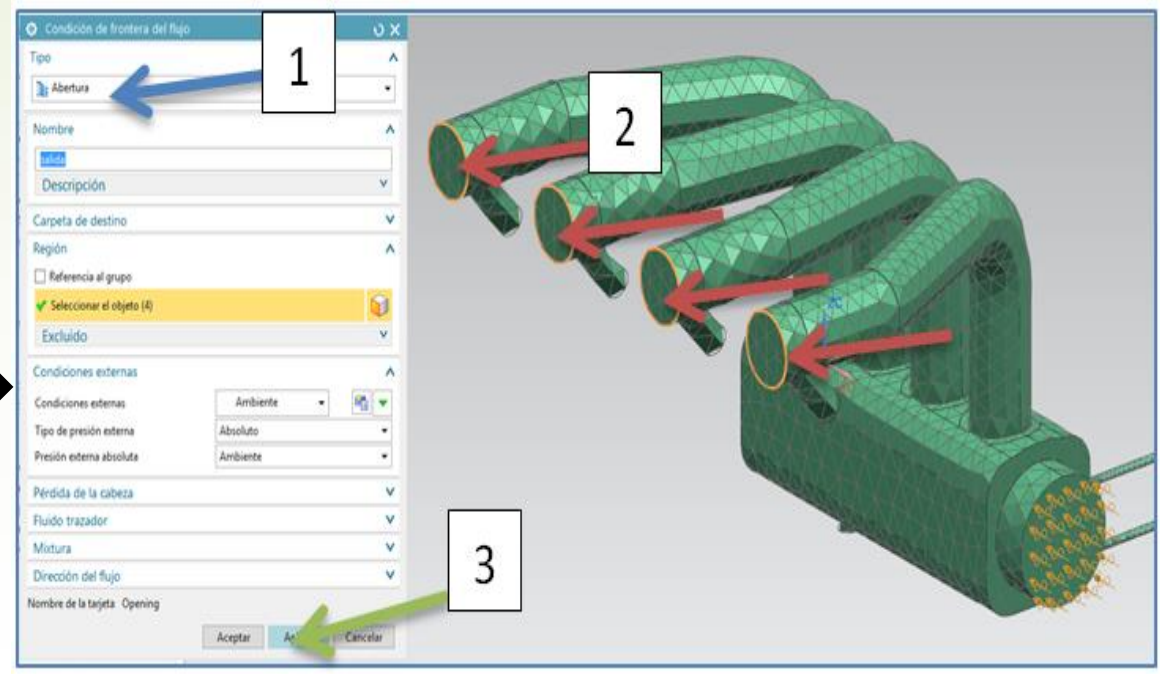 Condición de frontera del flujo
Tipo
Abertura
Nombre
salida
Descripción
Carpeta de destino
Región
Referencia al grupo
Seleccionar el objeto (4)
Excluido
Condiciones externas
Condiciones externas Ambiente
Tipo de presión externa Absoluto
Presión externa absoluta Ambiente
Pérdida de la cabeza
Fluido trazador
Mixtura
Dirección del flujo
Nombre de la tarjeta Opening
Aceptar Cancelar
1
2
3